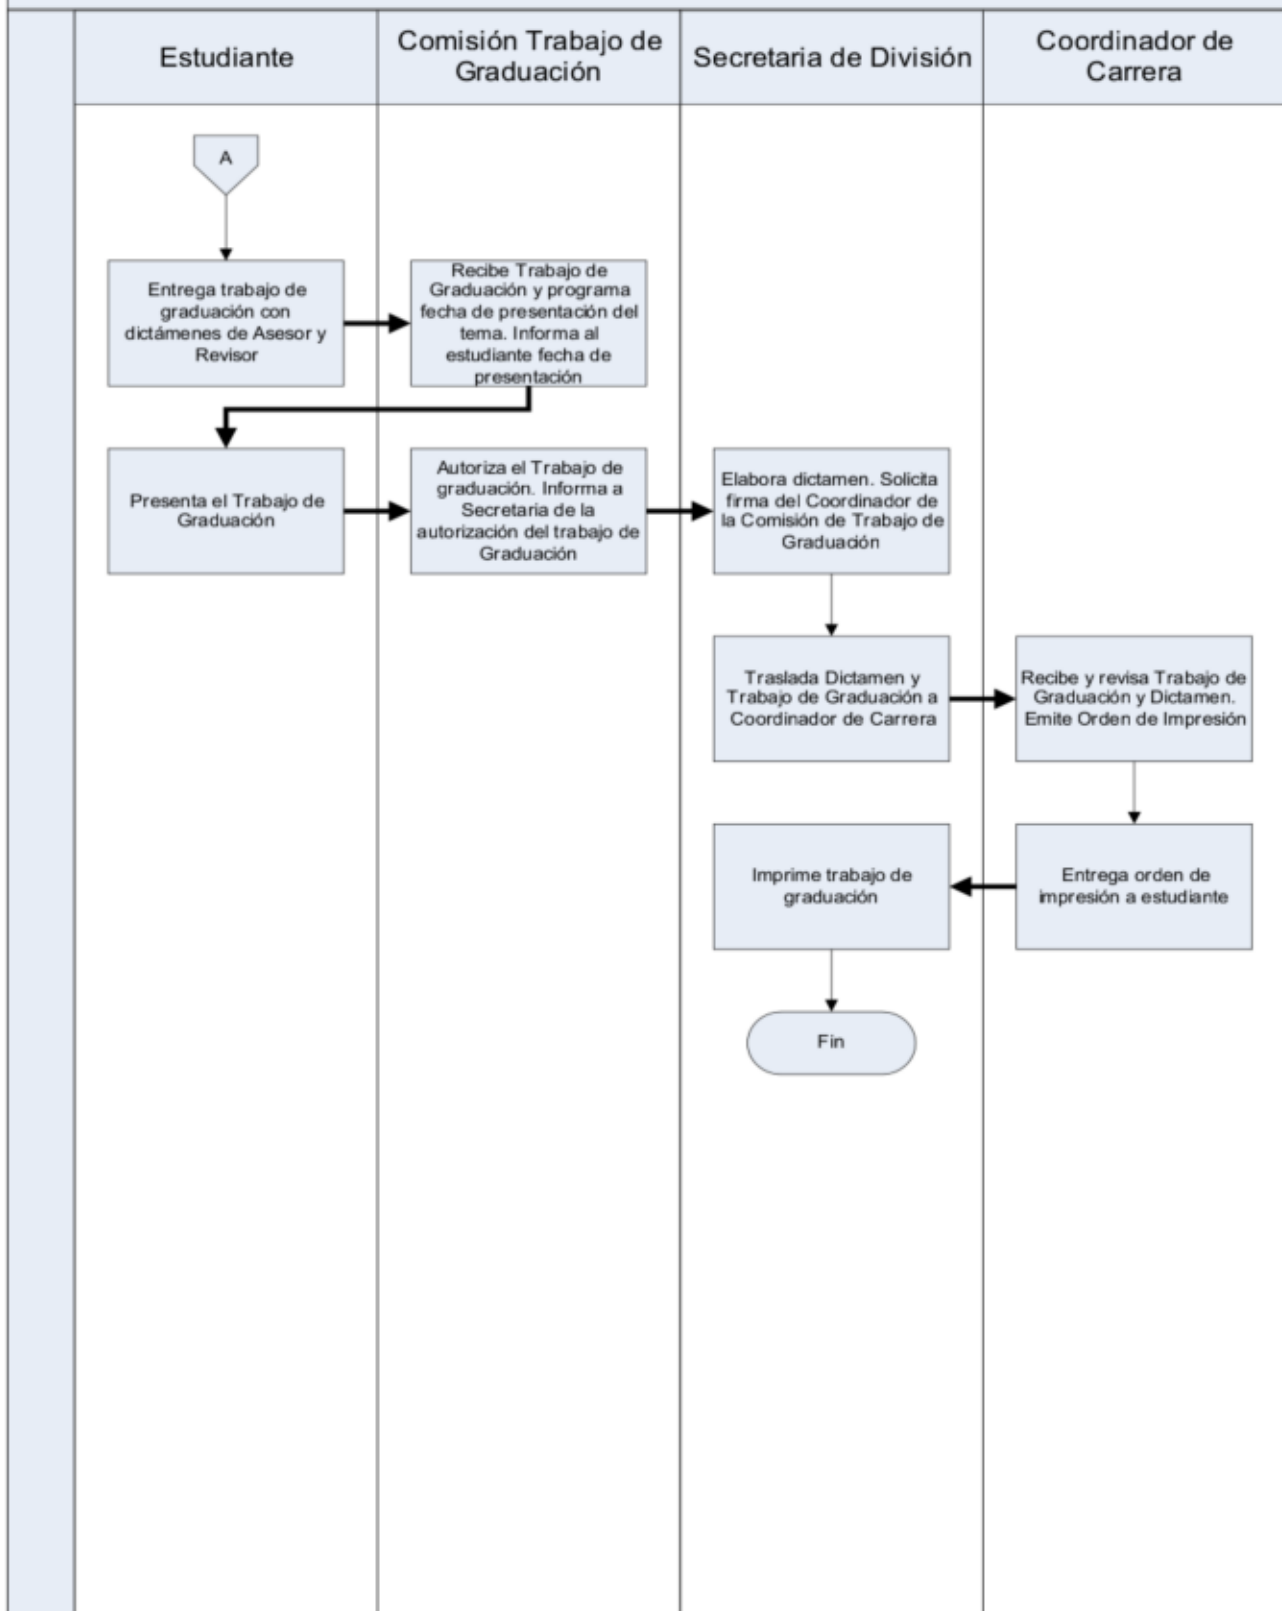 Estudiante
Comisión Trabajo de
Graduación
Secretaria de División
Coordinador de
Carrera
A
Entrega trabajo de
graduación con
dictámenes de Asesor y
Revisor
Recibe Trabajo de
Graduación y programa
fecha de presentación del
tema. Informa al
estudiante fecha de
presentación
Presenta el Trabajo de
Graduación
Autoriza el Trabajo de
graduación. Informa a
Secretaria de la
autorización del trabajo de
Graduación
Elabora dictamen. Solicita
firma del Coordinador de
la Comisión de Trabajo de
Graduación
Traslada Dictamen y
Trabajo de Graduación a
Coordinador de Carrera
Recibe y revisa Trabajo de
Graduación y Dictamen.
Emite Orden de Impresión
Imprime trabajo de
graduación
Entrega orden de
impresión a estudiante
Fin